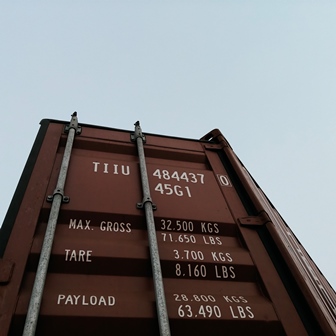 TIIU 484437 0
45G1
MAX. GROSS 32.500 KGS
71.650 LBS
TARE 3.700 KGS
8.160 LBS
PAYLOAD 28.800 KGS
63.490 LBS